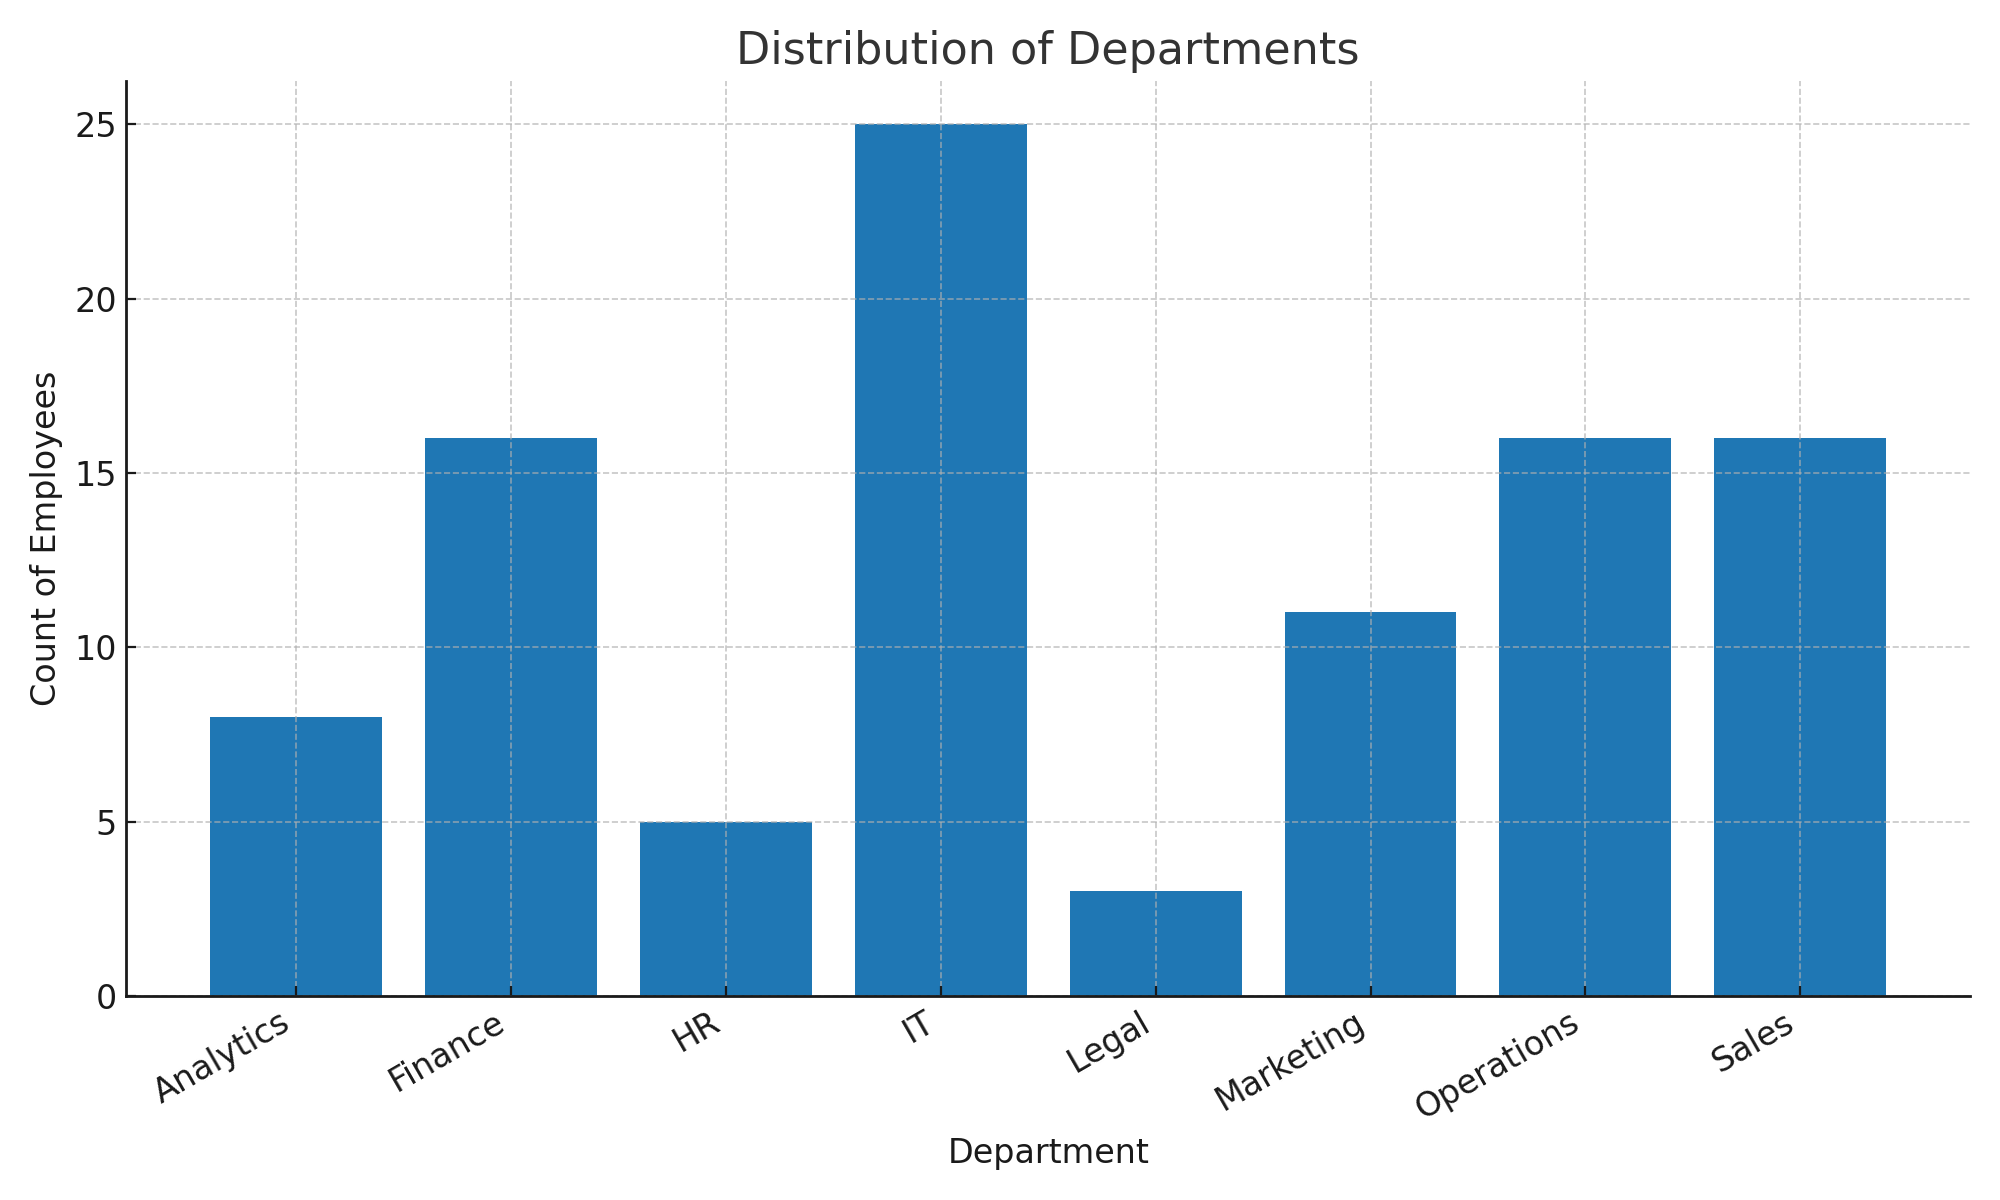 Distribution of Departments
Count of Employees
25
20
15
10
5
0
Analytics
Finance
HR
IT
Legal
Marketing
Operations
Sales
Department